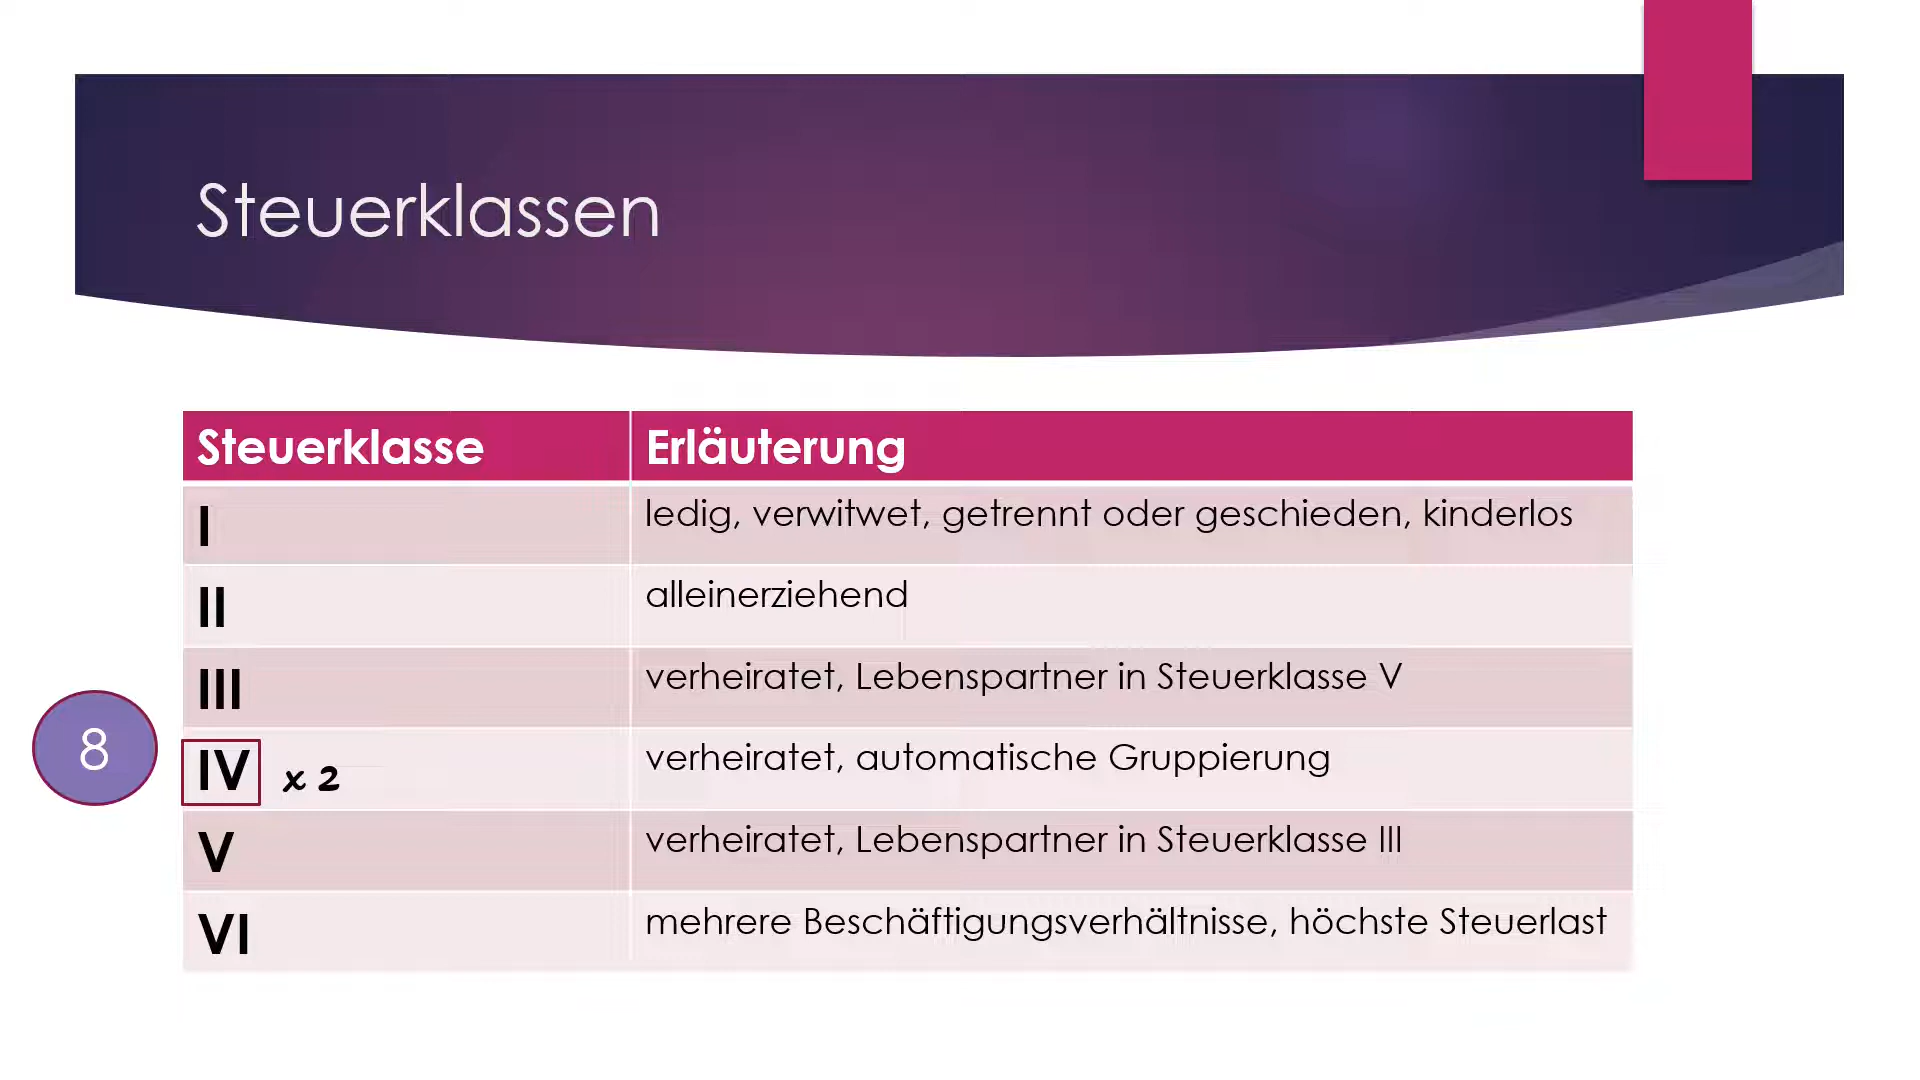 Steuerklassen
Steuerklasse Erläuterung
I ledig, verwitwet, getrennt oder geschieden, kinderlos
II alleinerziehend
III verheiratet, Lebenspartner in Steuerklasse V
8
IV x 2 verheiratet, automatische Gruppierung
V verheiratet, Lebenspartner in Steuerklasse III
VI mehrere Beschäftigungsverhältnisse, höchste Steuerlast